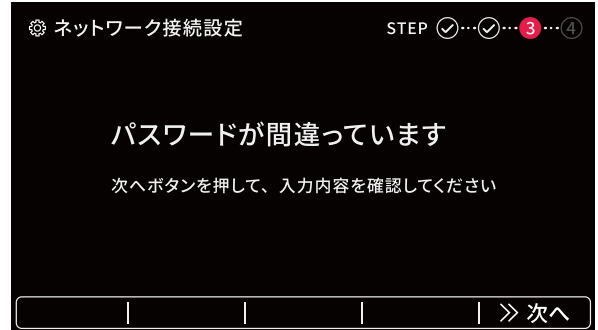 ネットワーク接続設定 STEP ✓…✓…3…4
パスワードが間違っています
次へボタンを押して、入力内容を確認してください
≫ 次へ